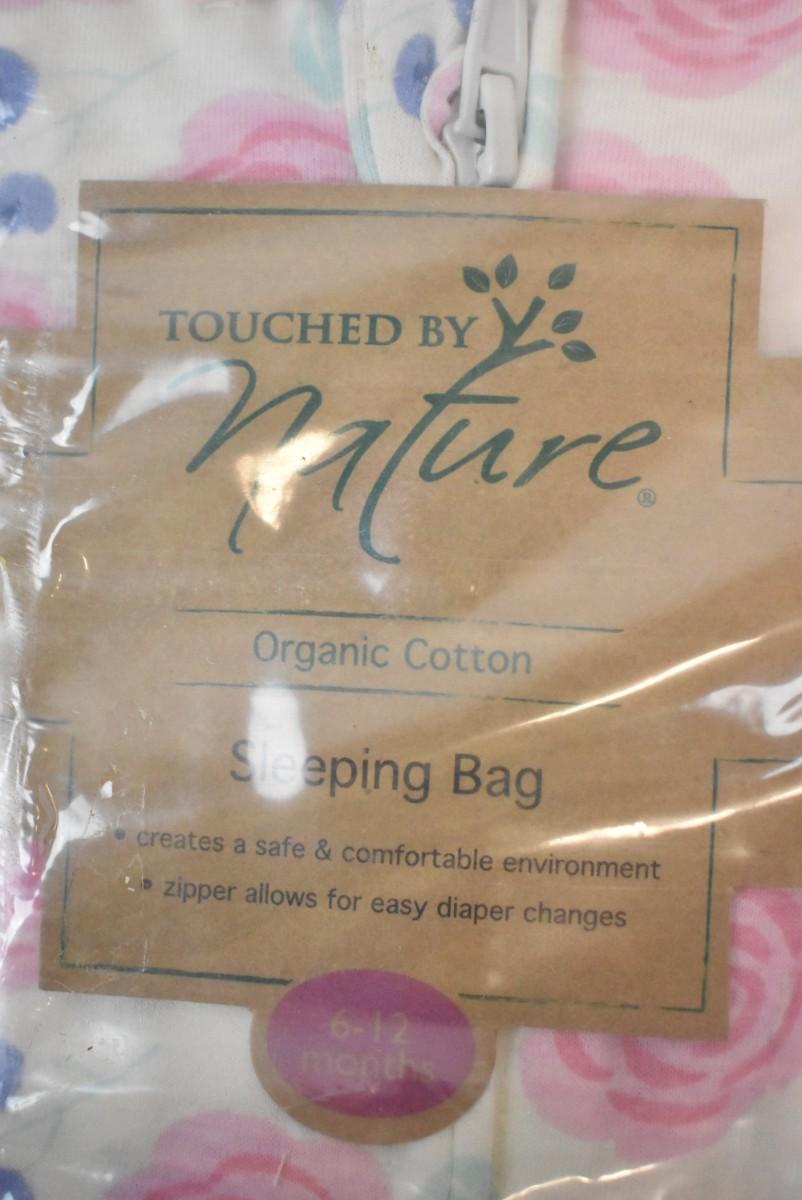 TOUCHED BY
Nature®
Organic Cotton
Sleeping Bag
• creates a safe & comfortable environment
• zipper allows for easy diaper changes
6-12
months